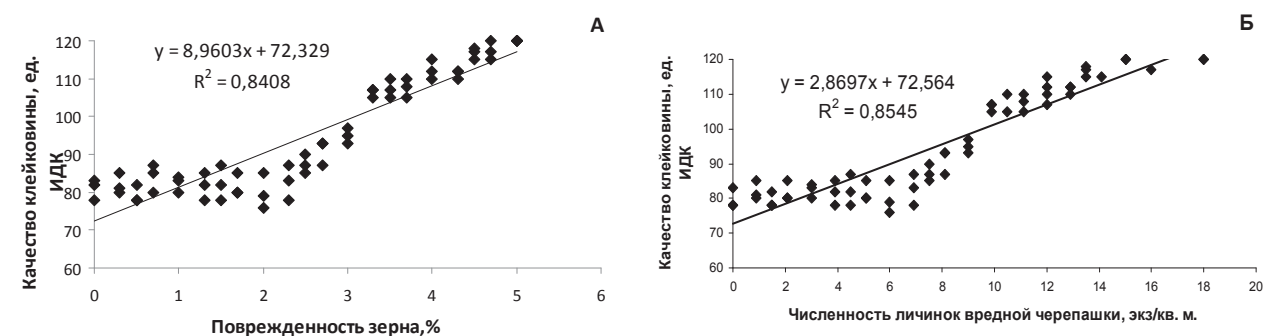 А
y = 8,9603x + 72,329
R² = 0,8408
Качество клейковины, ед.
ИДК
120
110
100
90
80
70
60
0 1 2 3 4 5 6
Поврежденность зерна,%
Б
y = 2,8697x + 72,564
R² = 0,8545
Качество клейковины, ед.
ИДК
120
110
100
90
80
70
60
0 2 4 6 8 10 12 14 16 18 20
Численность личинок вредной черепашки, экз/кв. м.